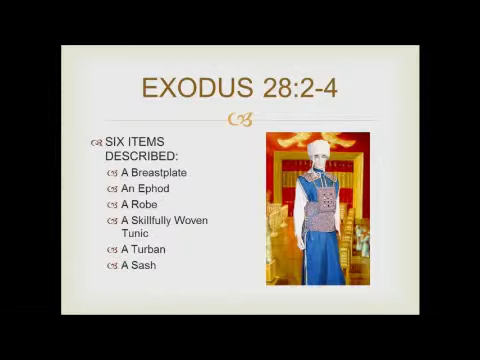 EXODUS 28:2-4
SIX ITEMS
DESCRIBED:
A Breastplate
An Ephod
A Robe
A Skillfully Woven
Tunic
A Turban
A Sash